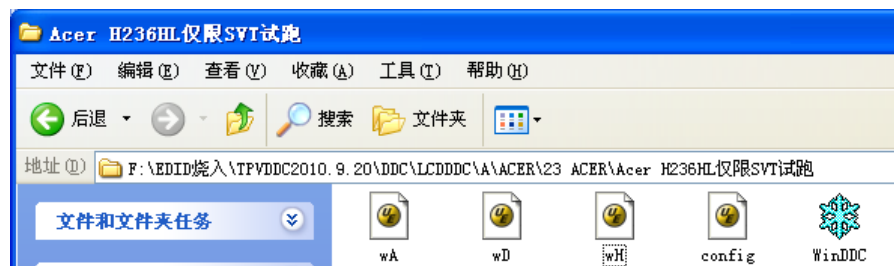 Acer H236HL仅限SVT试跑
文件(F) 编辑(E) 查看(V) 收藏(A) 工具(T) 帮助(H)
后退 搜索 文件夹
地址(D) F:\EDID烧入\TPVDDC2010.9.20\DDC\LCDDDC\A\ACER\23 ACER\Acer H236HL仅限SVT试跑
文件和文件夹任务
wA wD wH config WinDDC